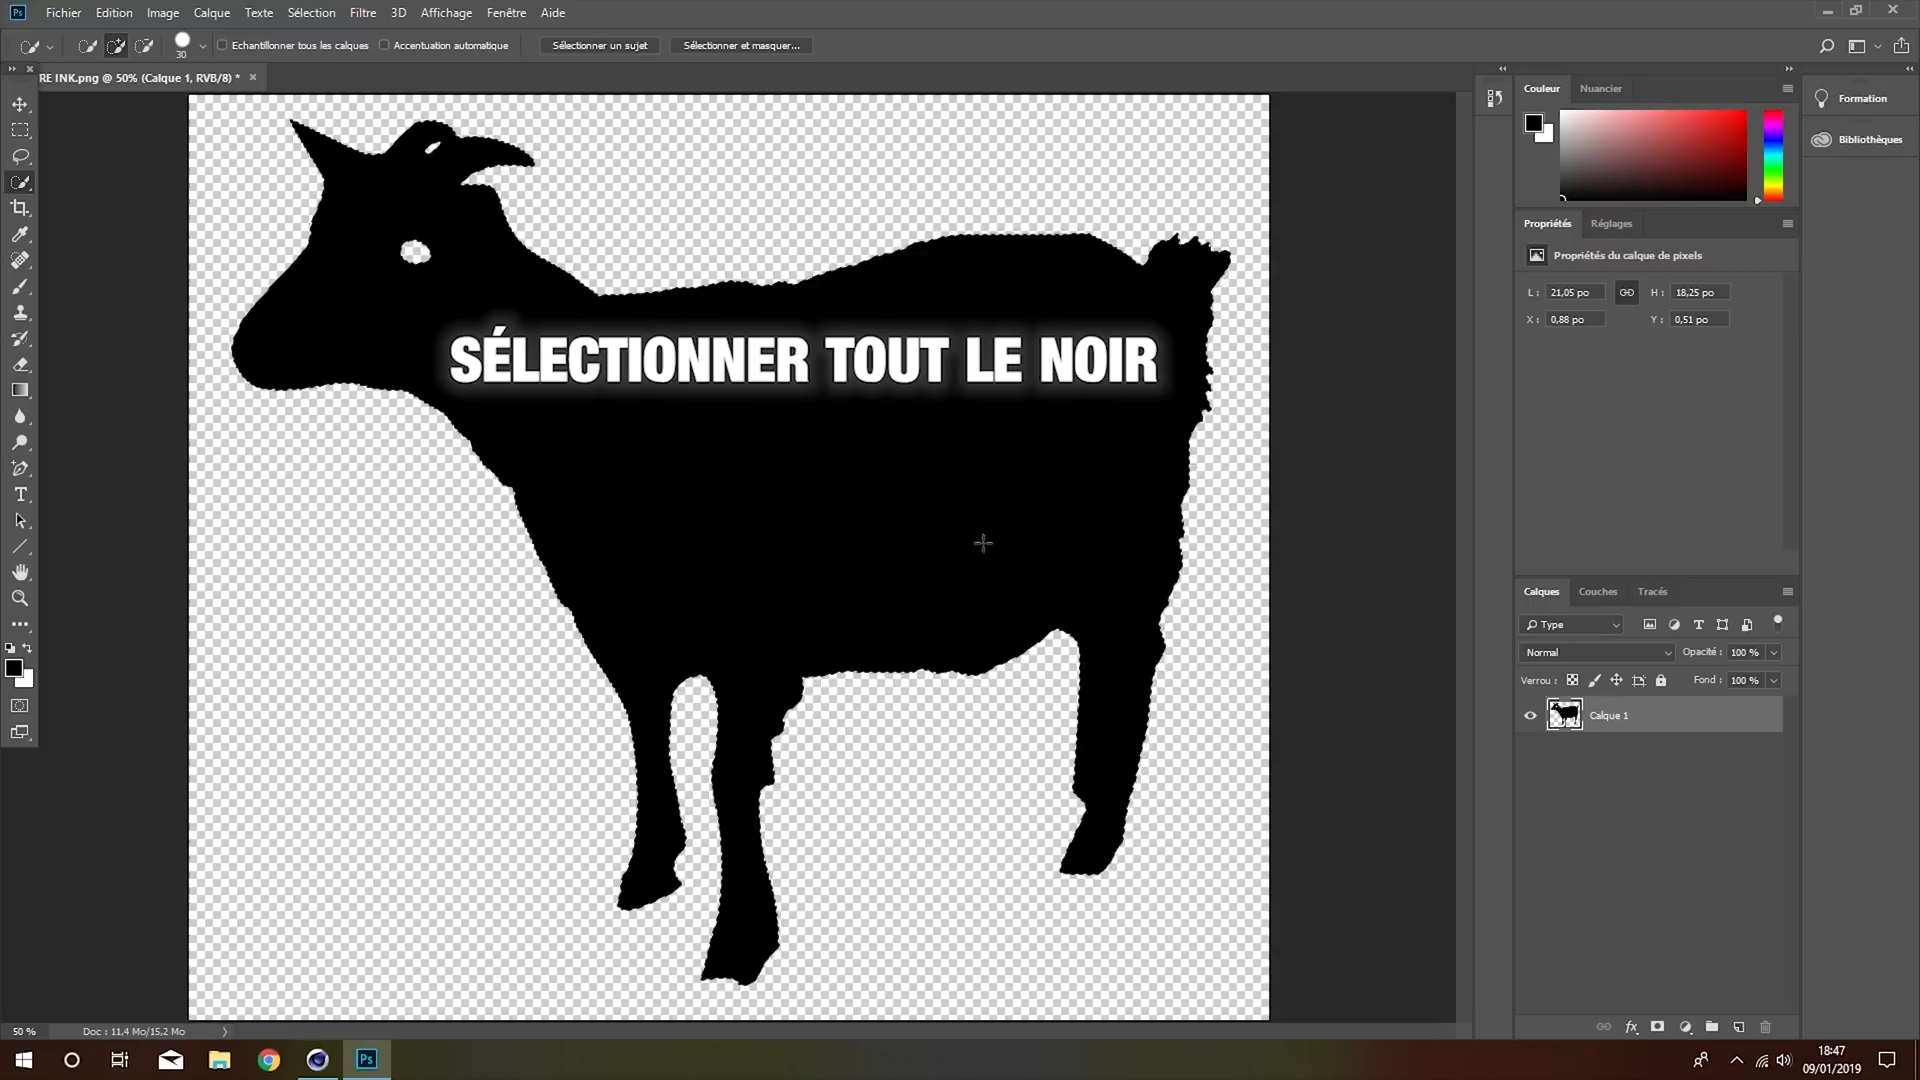 Ps Fichier Edition Image Calque Texte Sélection Filtre 3D Affichage Fenêtre Aide
30 Echantillonner tous les calques Accentuation automatique Sélectionner un sujet Sélectionner et masquer...
RE INK.png @ 50% (Calque 1, RVB/8) *
Couleur Nuancier
Formation
Bibliothèques
Propriétés Réglages
Propriétés du calque de pixels
L : 21,05 po H : 18,25 po
X : 0,88 po Y : 0,51 po
SÉLECTIONNER TOUT LE NOIR
Calques Couches Tracés
Type
Normal Opacité : 100 %
Verrou : Fond : 100 %
Calque 1
fx
50 % Doc : 11,4 Mo/15,2 Mo
Ps
18:47
09/01/2019